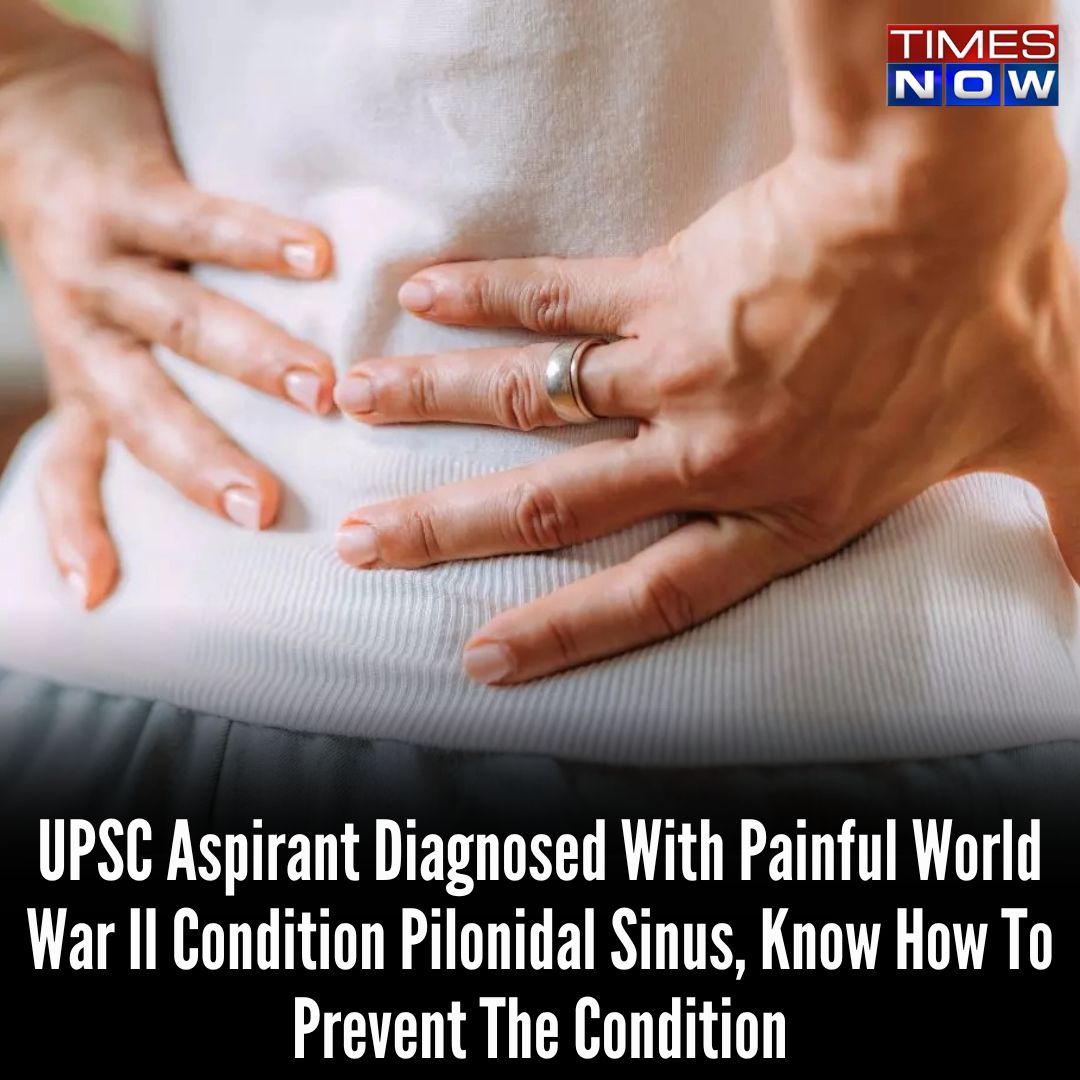 TIMES
NOW
UPSC Aspirant Diagnosed With Painful World
War II Condition Pilonidal Sinus, Know How To
Prevent The Condition